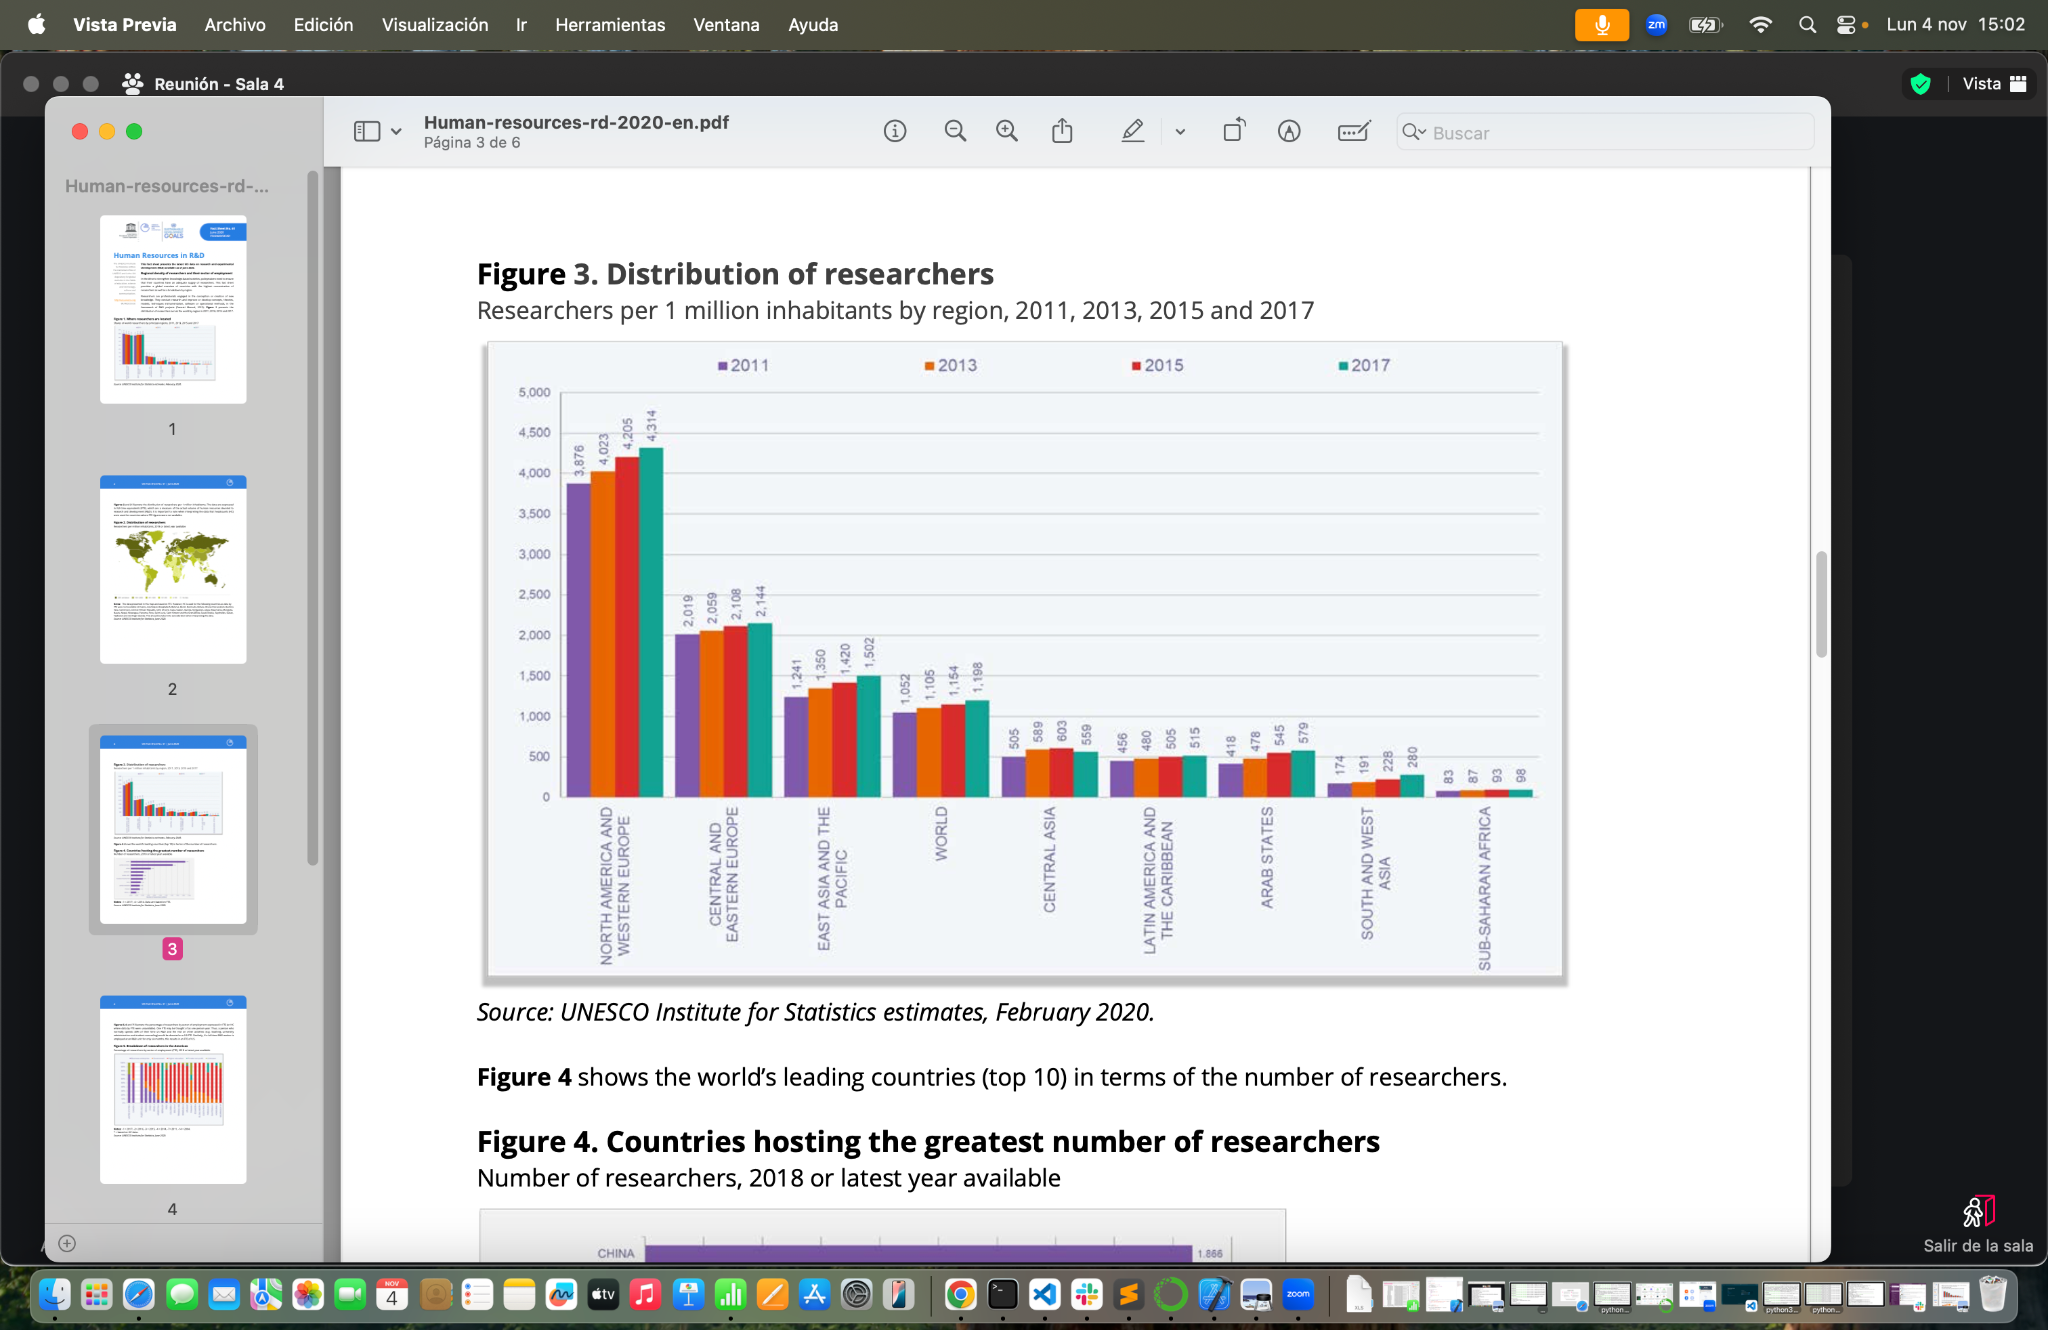 Vista Previa Archivo Edición Visualización Ir Herramientas Ventana Ayuda zm Lun 4 nov 15:02
Reunión - Sala 4
Vista
Human-resources-rd-2020-en.pdf
Página 3 de 6
Buscar
Human-resources-rd-...
Human Resources in R&D
1
2
3
4
Figure 3. Distribution of researchers
Researchers per 1 million inhabitants by region, 2011, 2013, 2015 and 2017
2011 2013 2015 2017
5,000
4,500
4,000
3,500
3,000
2,500
2,000
1,500
1,000
500
0
3,876 4,023 4,205 4,314
2,019 2,059 2,108 2,144
1,241 1,350 1,420 1,502
1,052 1,105 1,154 1,198
505 589 603 559
456 480 505 515
418 478 545 579
174 191 228 280
83 87 93 98
NORTH AMERICA AND
WESTERN EUROPE
CENTRAL AND
EASTERN EUROPE
EAST ASIA AND THE
PACIFIC
WORLD
CENTRAL ASIA
LATIN AMERICA AND
THE CARIBBEAN
ARAB STATES
SOUTH AND WEST
ASIA
SUB-SAHARAN AFRICA
Source: UNESCO Institute for Statistics estimates, February 2020.
Figure 4 shows the world's leading countries (top 10) in terms of the number of researchers.
Figure 4. Countries hosting the greatest number of researchers
Number of researchers, 2018 or latest year available
CHINA 1.866
Salir de la sala
NOV
4
tv
zoom